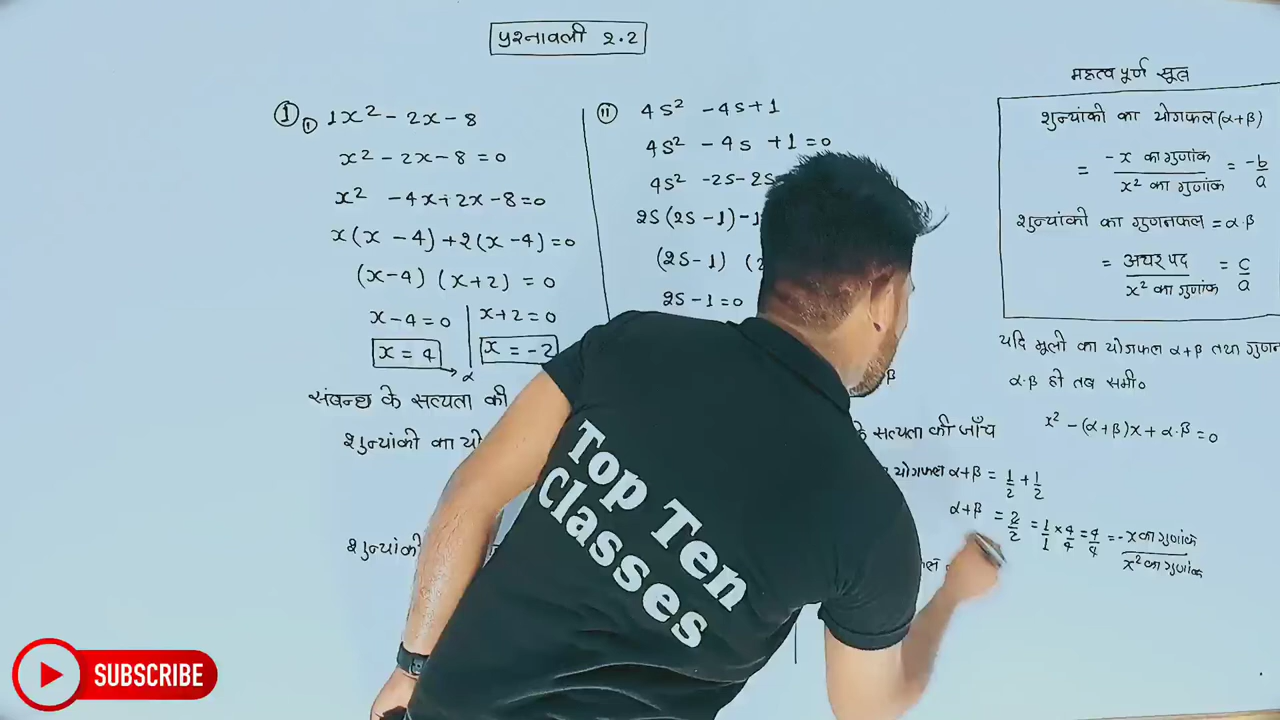 प्रश्नावली 2.2
① (i) 1x² - 2x - 8
x² - 2x - 8 = 0
x² - 4x + 2x - 8 = 0
x(x - 4) + 2(x - 4) = 0
(x-4) (x+2) = 0
x - 4 = 0 | x + 2 = 0
x = 4 | x = -2
α
संबन्ध के सत्यता की
शुन्यांको का
शुन्यांको
(ii) 4s² - 4s + 1
4s² - 4s + 1 = 0
4s² - 2s - 2s
2s(2s - 1) - 1
(2s - 1) (2
2s - 1 = 0
β
के सत्यता की जाँच
योगफल α+β = 1/2 + 1/2
α+β = 2/2 = 1/1 × 4/4 = 4/4 = -x का गुणांक / x² का गुणांक
महत्वपूर्ण सूत्र
शुन्यांको का योगफल (α+β)
= -x का गुणांक / x² का गुणांक = -b/a
शुन्यांको का गुणनफल = α·β
= अचर पद / x² का गुणांक = c/a
यदि मूलो का योगफल α+β तथा गुणन
α·β हो तब समी०
x² - (α+β)x + α·β = 0
Top Ten
Classes
SUBSCRIBE